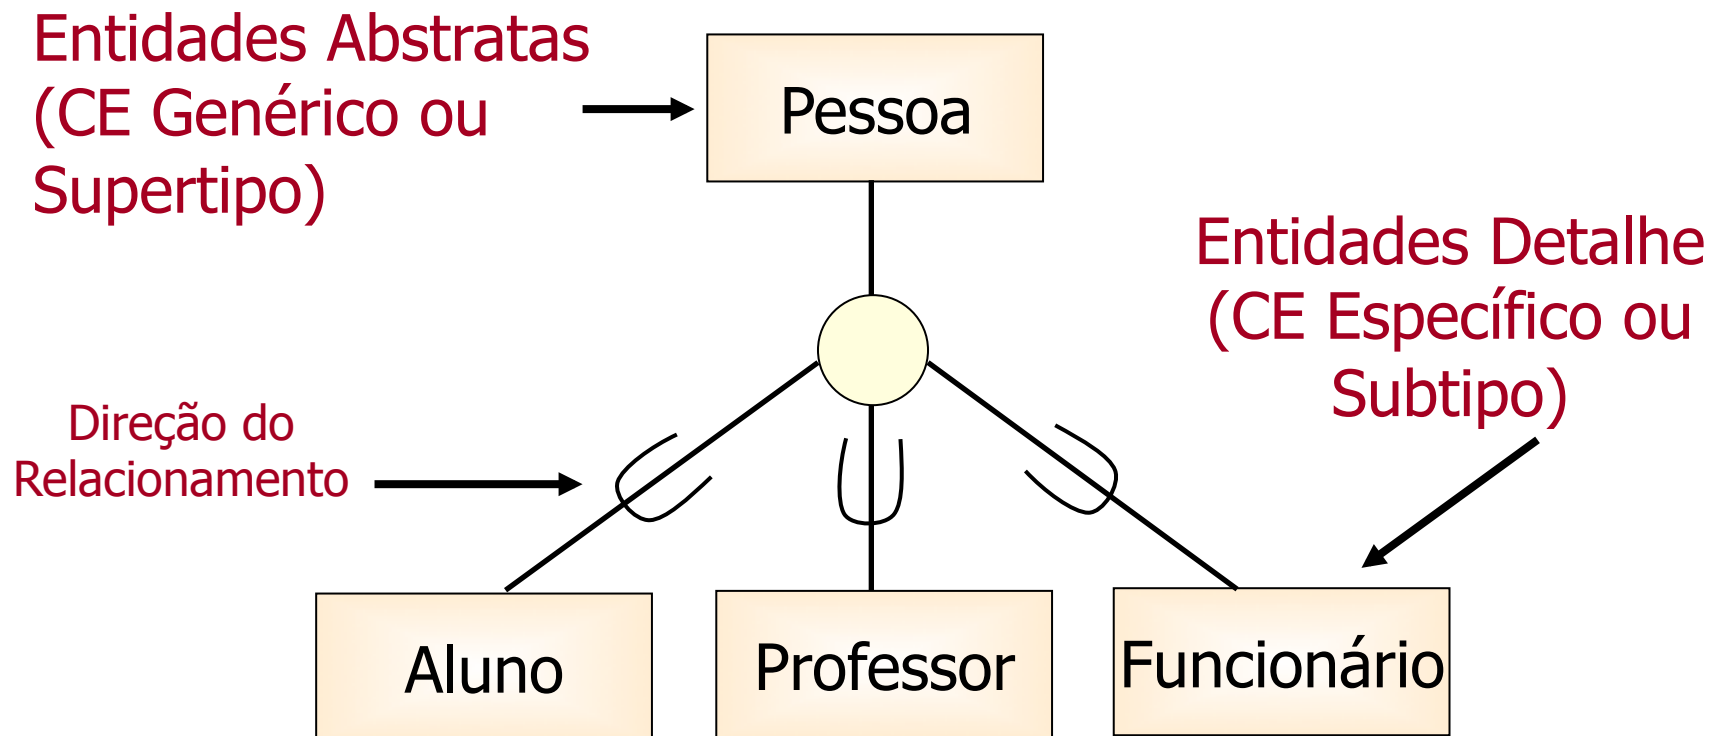 Entidades Abstratas
(CE Genérico ou
Supertipo)
Pessoa
Entidades Detalhe
(CE Específico ou
Subtipo)
Direção do
Relacionamento
Aluno
Professor
Funcionário